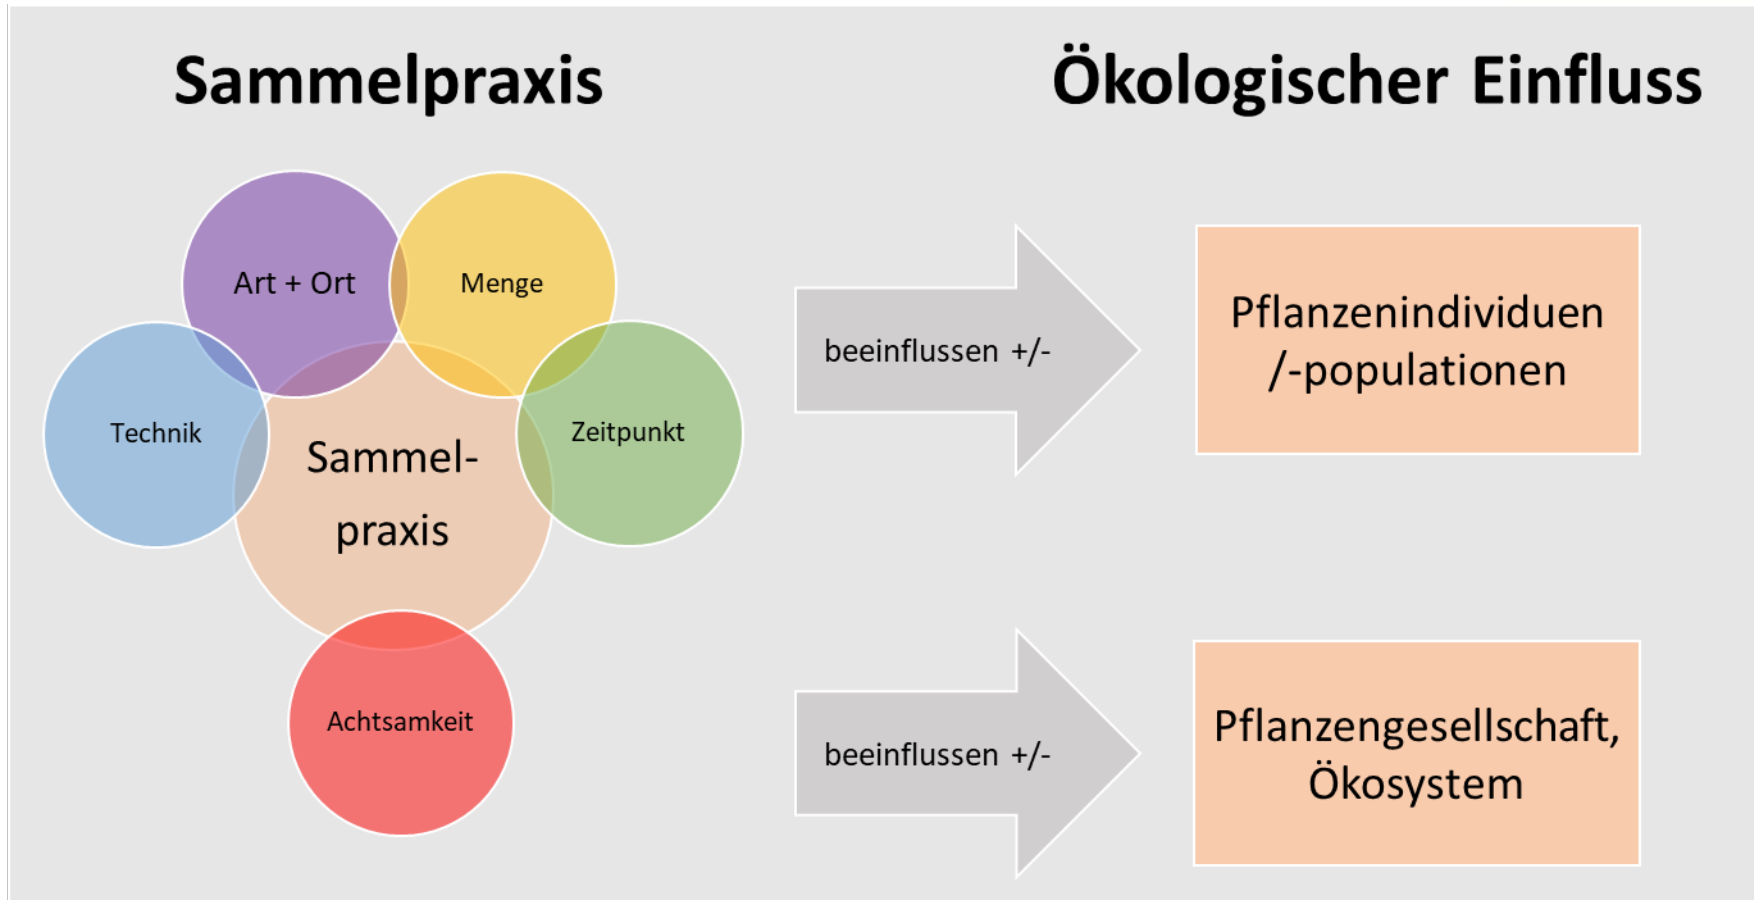 Sammelpraxis
Ökologischer Einfluss
Art + Ort
Menge
Technik
Zeitpunkt
Sammel-
praxis
Achtsamkeit
beeinflussen +/-
Pflanzenindividuen
/-populationen
beeinflussen +/-
Pflanzengesellschaft,
Ökosystem